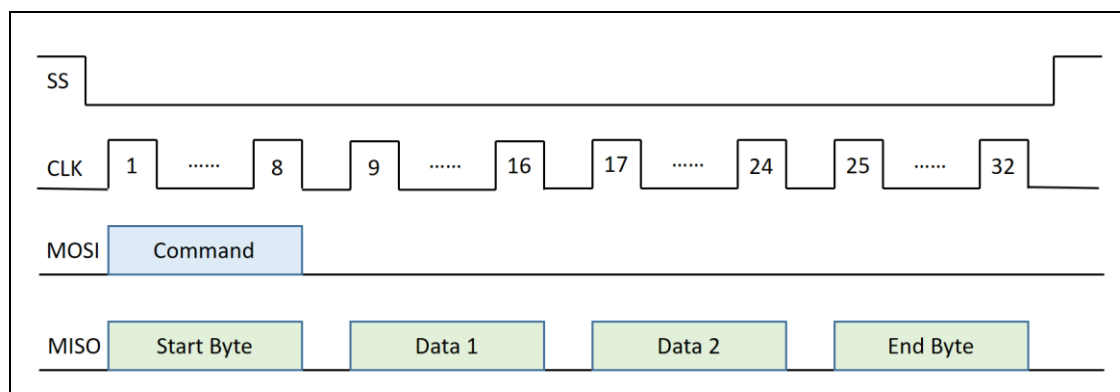 SS
CLK 1 ...... 8 9 ...... 16 17 ...... 24 25 ...... 32
MOSI Command
MISO Start Byte Data 1 Data 2 End Byte